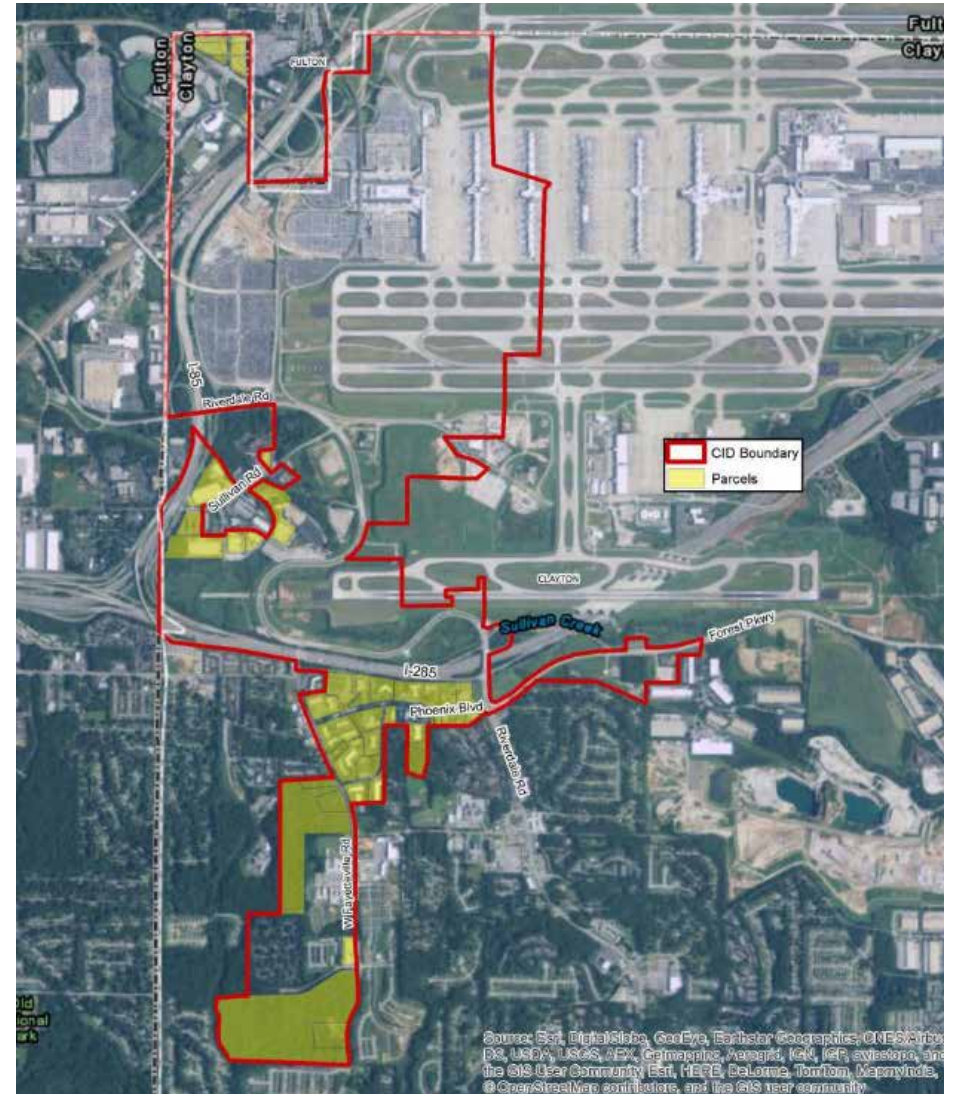 Fulton
Clayton
Fulton
FULTON
I-85
Riverdale Rd
CID Boundary
Parcels
Sullivan Rd
CLAYTON
Sullivan Creek
Forest Pkwy
I-285
Phoenix Blvd
Riverdale Rd
W Fayetteville Rd
Source: Esri, DigitalGlobe, GeoEye, Earthstar Geographics, CNES/Airbus
DS, USDA, USGS, AEX, Getmapping, Aerogrid, IGN, IGP, swisstopo, and
the GIS User Community, Esri, HERE, DeLorme, TomTom, MapmyIndia,
© OpenStreetMap contributors, and the GIS user community